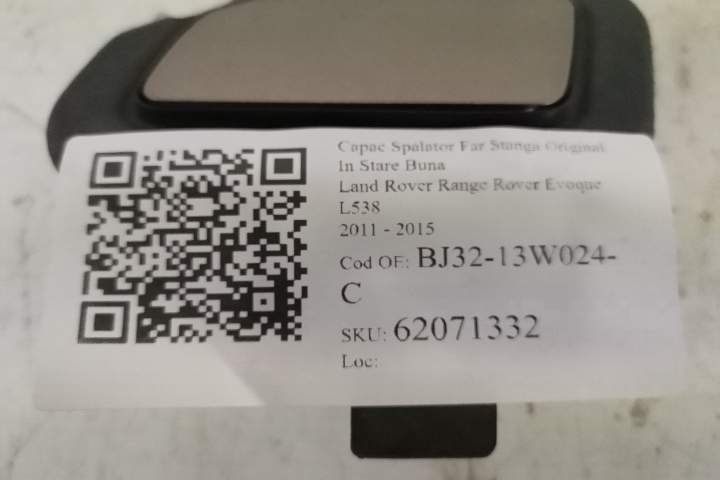 Capac Spalator Far Stanga Original
In Stare Buna
Land Rover Range Rover Evoque
L538
2011 - 2015
Cod OE: BJ32-13W024-
C
SKU: 62071332
Loc: